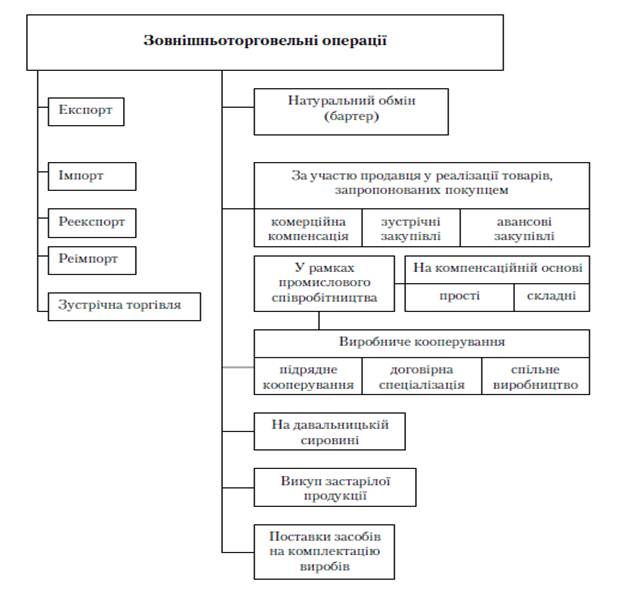 Зовнішньоторговельні операції
Експорт
Імпорт
Реекспорт
Реімпорт
Зустрічна торгівля
Натуральний обмін
(бартер)
За участю продавця у реалізації товарів,
запропонованих покупцем
комерційна
компенсація
зустрічні
закупівлі
авансові
закупівлі
У рамках
промислового
співробітництва
На компенсаційній основі
прості
складні
Виробниче кооперування
підрядне
кооперування
договірна
спеціалізація
спільне
виробництво
На давальницькій
сировині
Викуп застарілої
продукції
Поставки засобів
на комплектацію
виробів